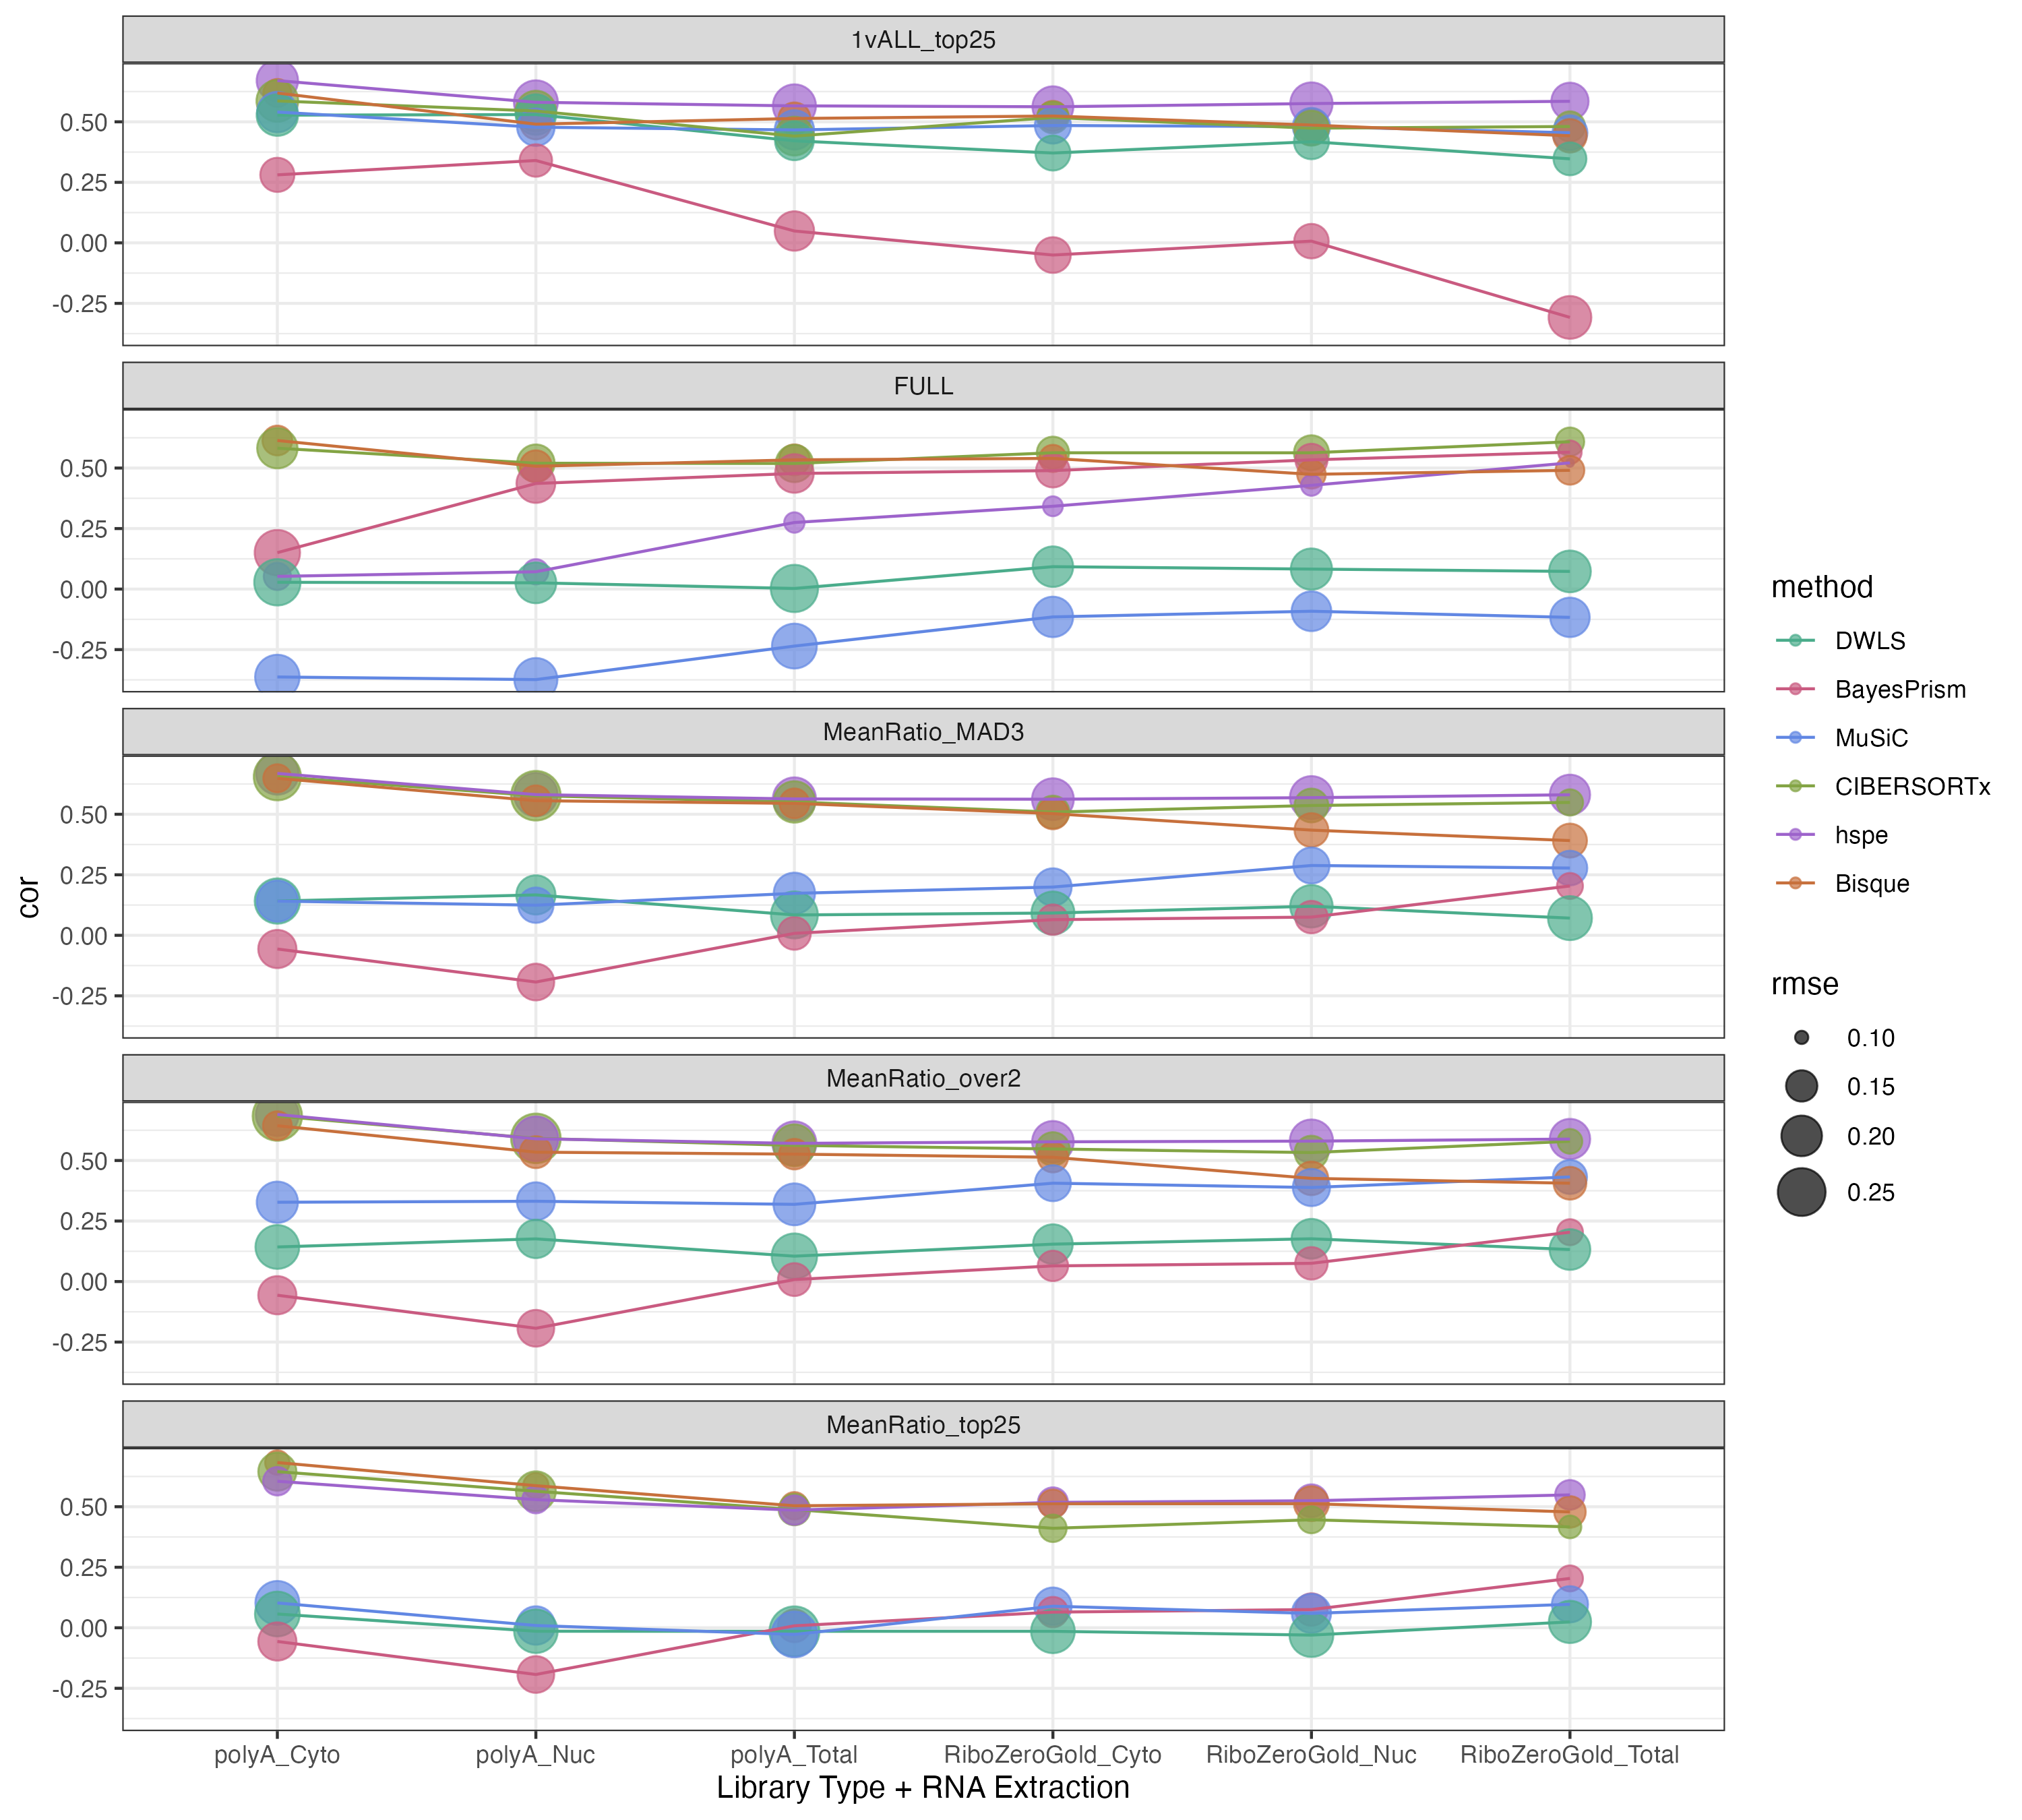 1vALL_top25
0.50
0.25
0.00
-0.25
FULL
0.50
0.25
0.00
-0.25
MeanRatio_MAD3
0.50
0.25
0.00
-0.25
MeanRatio_over2
0.50
0.25
0.00
-0.25
MeanRatio_top25
0.50
0.25
0.00
-0.25
cor
polyA_Cyto polyA_Nuc polyA_Total RiboZeroGold_Cyto RiboZeroGold_Nuc RiboZeroGold_Total
Library Type + RNA Extraction
method
DWLS
BayesPrism
MuSiC
CIBERSORTx
hspe
Bisque
rmse
0.10
0.15
0.20
0.25